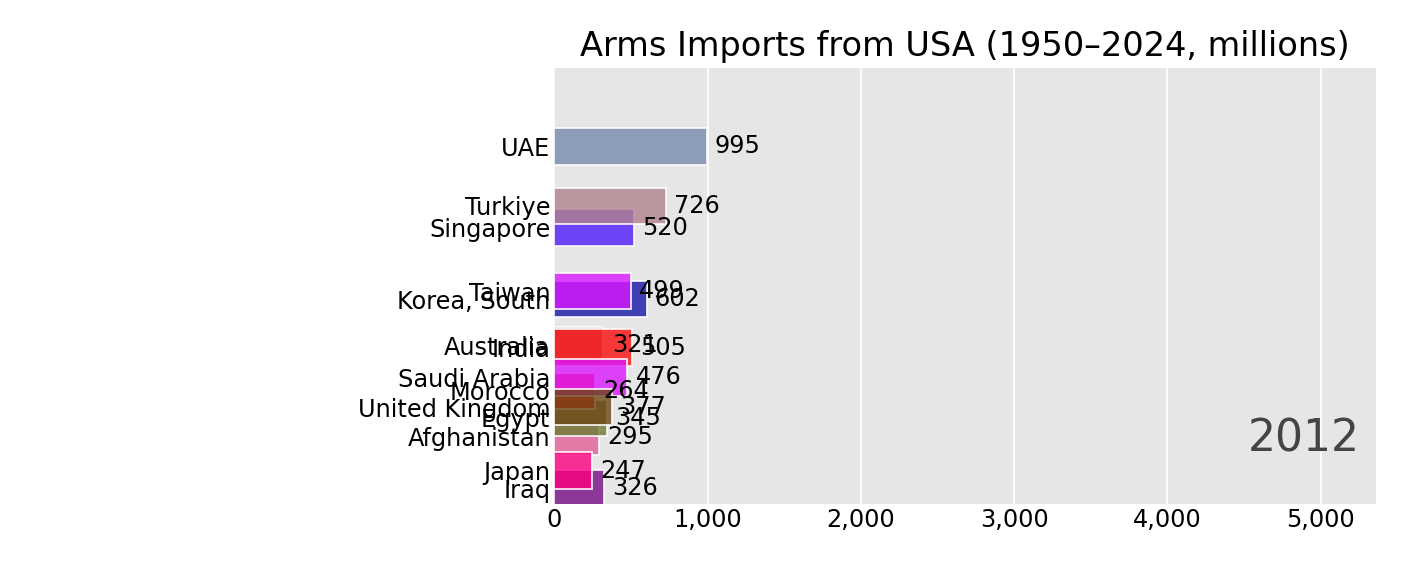 Arms Imports from USA (1950–2024, millions)
UAE 995
Turkiye 726
Singapore 520
Taiwan 499
Korea, South 602
Australia 321
India 505
Saudi Arabia 476
Morocco 264
United Kingdom 377
Egypt 345
Afghanistan 295
Japan 247
Iraq 326
2012
0 1,000 2,000 3,000 4,000 5,000